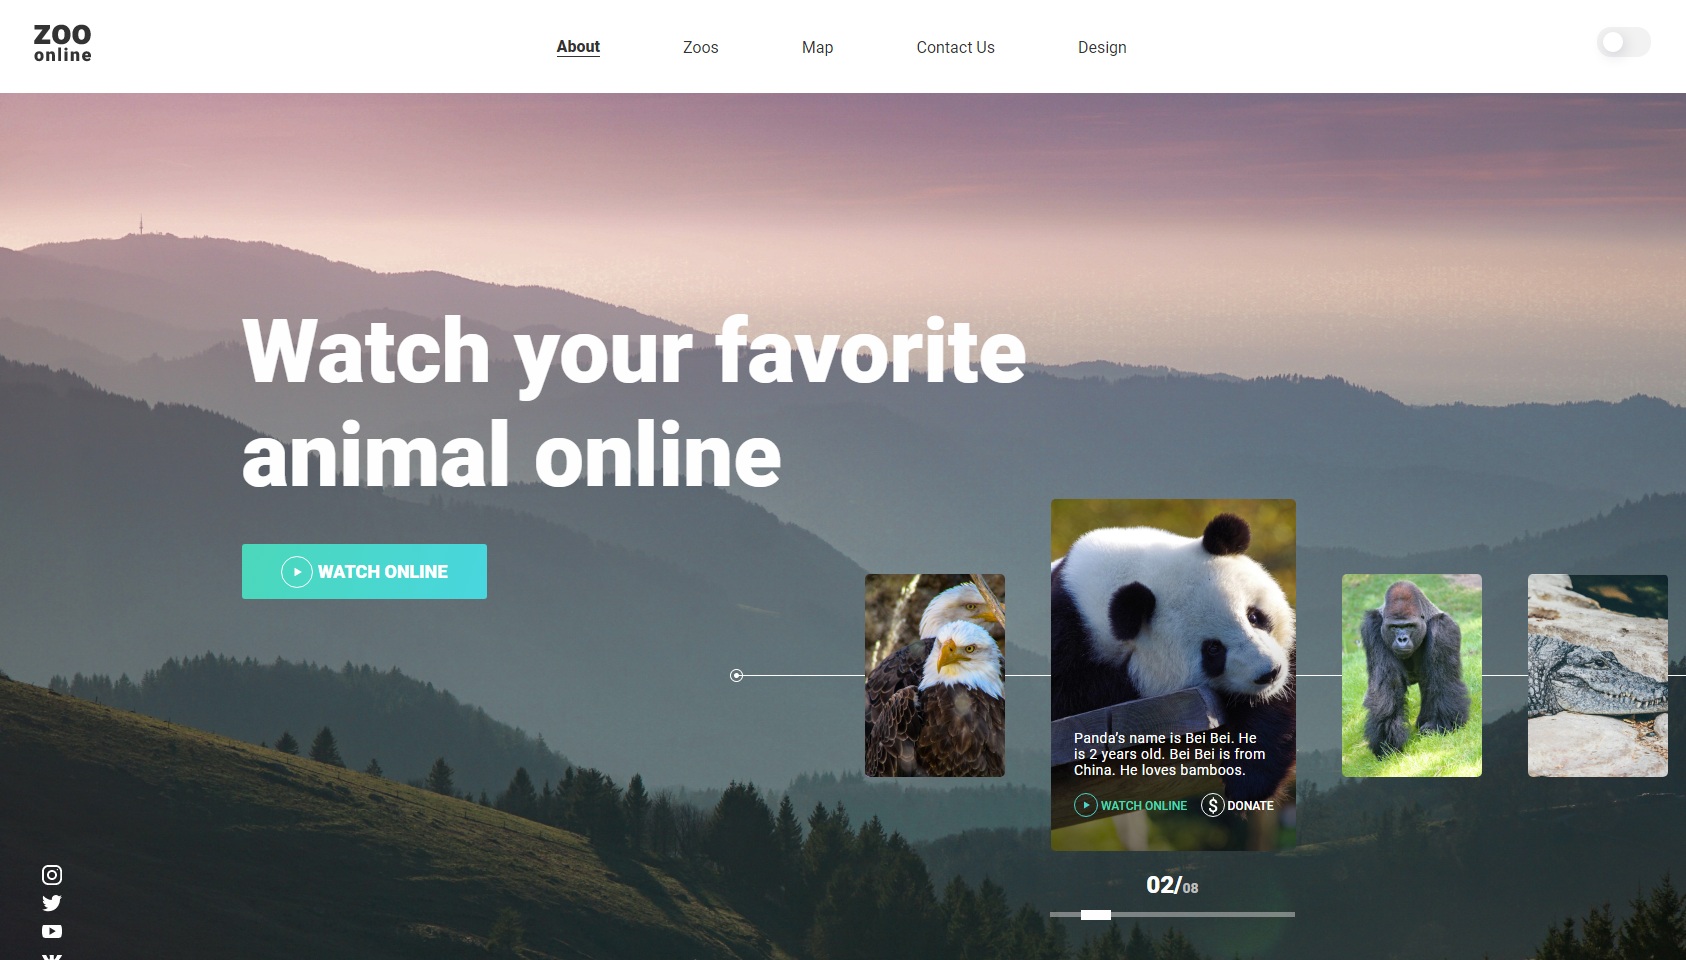 zoo
online
About
Zoos
Map
Contact Us
Design
Watch your favorite
animal online
WATCH ONLINE
Panda’s name is Bei Bei. He
is 2 years old. Bei Bei is from
China. He loves bamboos.
WATCH ONLINE
$ DONATE
02/08